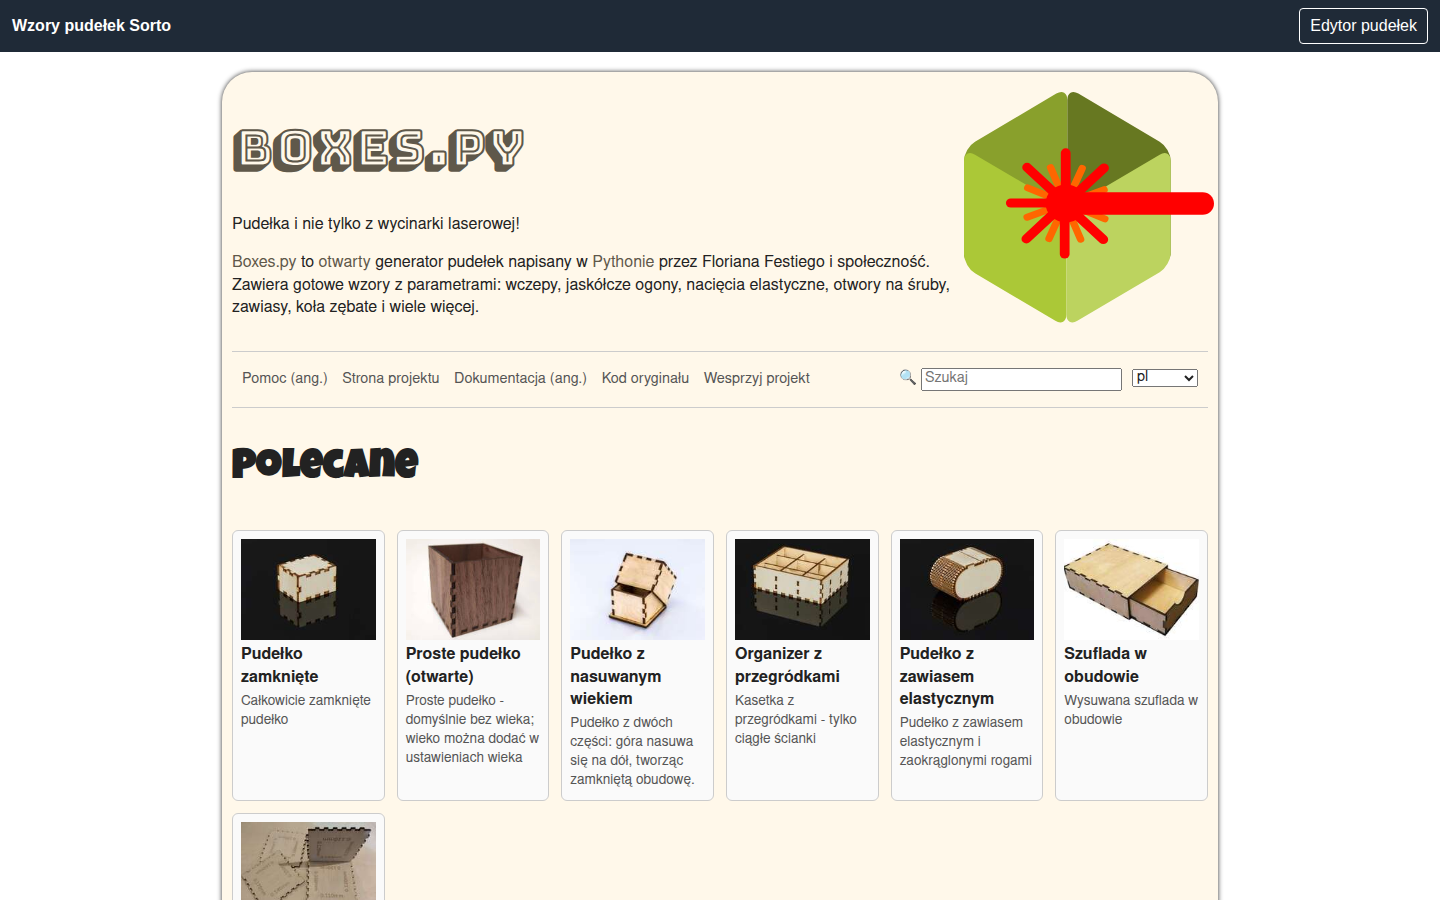 Wzory pudełek Sorto
Edytor pudełek
BOXES.PY
Pudełka i nie tylko z wycinarki laserowej!
Boxes.py to otwarty generator pudełek napisany w Pythonie przez Floriana Festiego i społeczność.
Zawiera gotowe wzory z parametrami: wczepy, jaskółcze ogony, nacięcia elastyczne, otwory na śruby,
zawiasy, koła zębate i wiele więcej.
Pomoc (ang.) Strona projektu Dokumentacja (ang.) Kod oryginału Wesprzyj projekt
Szukaj
pl
Polecane
Pudełko
zamknięte
Całkowicie zamknięte
pudełko
Proste pudełko
(otwarte)
Proste pudełko -
domyślnie bez wieka;
wieko można dodać w
ustawieniach wieka
Pudełko z
nasuwanym
wiekiem
Pudełko z dwóch
części: góra nasuwa
się na dół, tworząc
zamkniętą obudowę.
Organizer z
przegródkami
Kasetka z
przegródkami - tylko
ciągłe ścianki
Pudełko z
zawiasem
elastycznym
Pudełko z zawiasem
elastycznym i
zaokrąglonymi rogami
Szuflada w
obudowie
Wysuwana szuflada w
obudowie